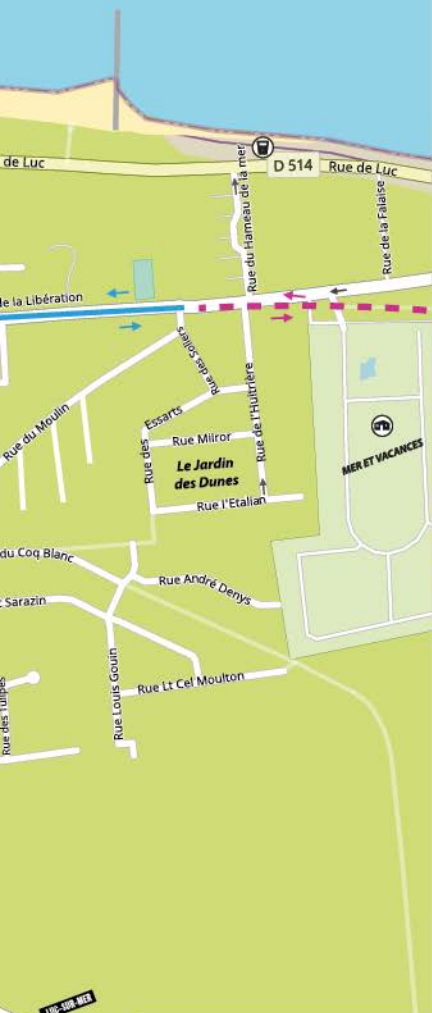 de Luc
D 514
Rue de Luc
Rue du Hameau de la mer
Rue de la Falaise
de la Libération
Rue des Soliers
Rue de l'Huîtrière
Rue du Moulin
Rue des
Essarts
Rue Milror
Le Jardin
des Dunes
MER ET VACANCES
Rue l'Etalian
du Coq Blanc
Rue André Denys
Sarazin
Rue Louis Gouin
Rue Lt Cel Moulton
Rue des Tulipes
LUC-SUR-MER